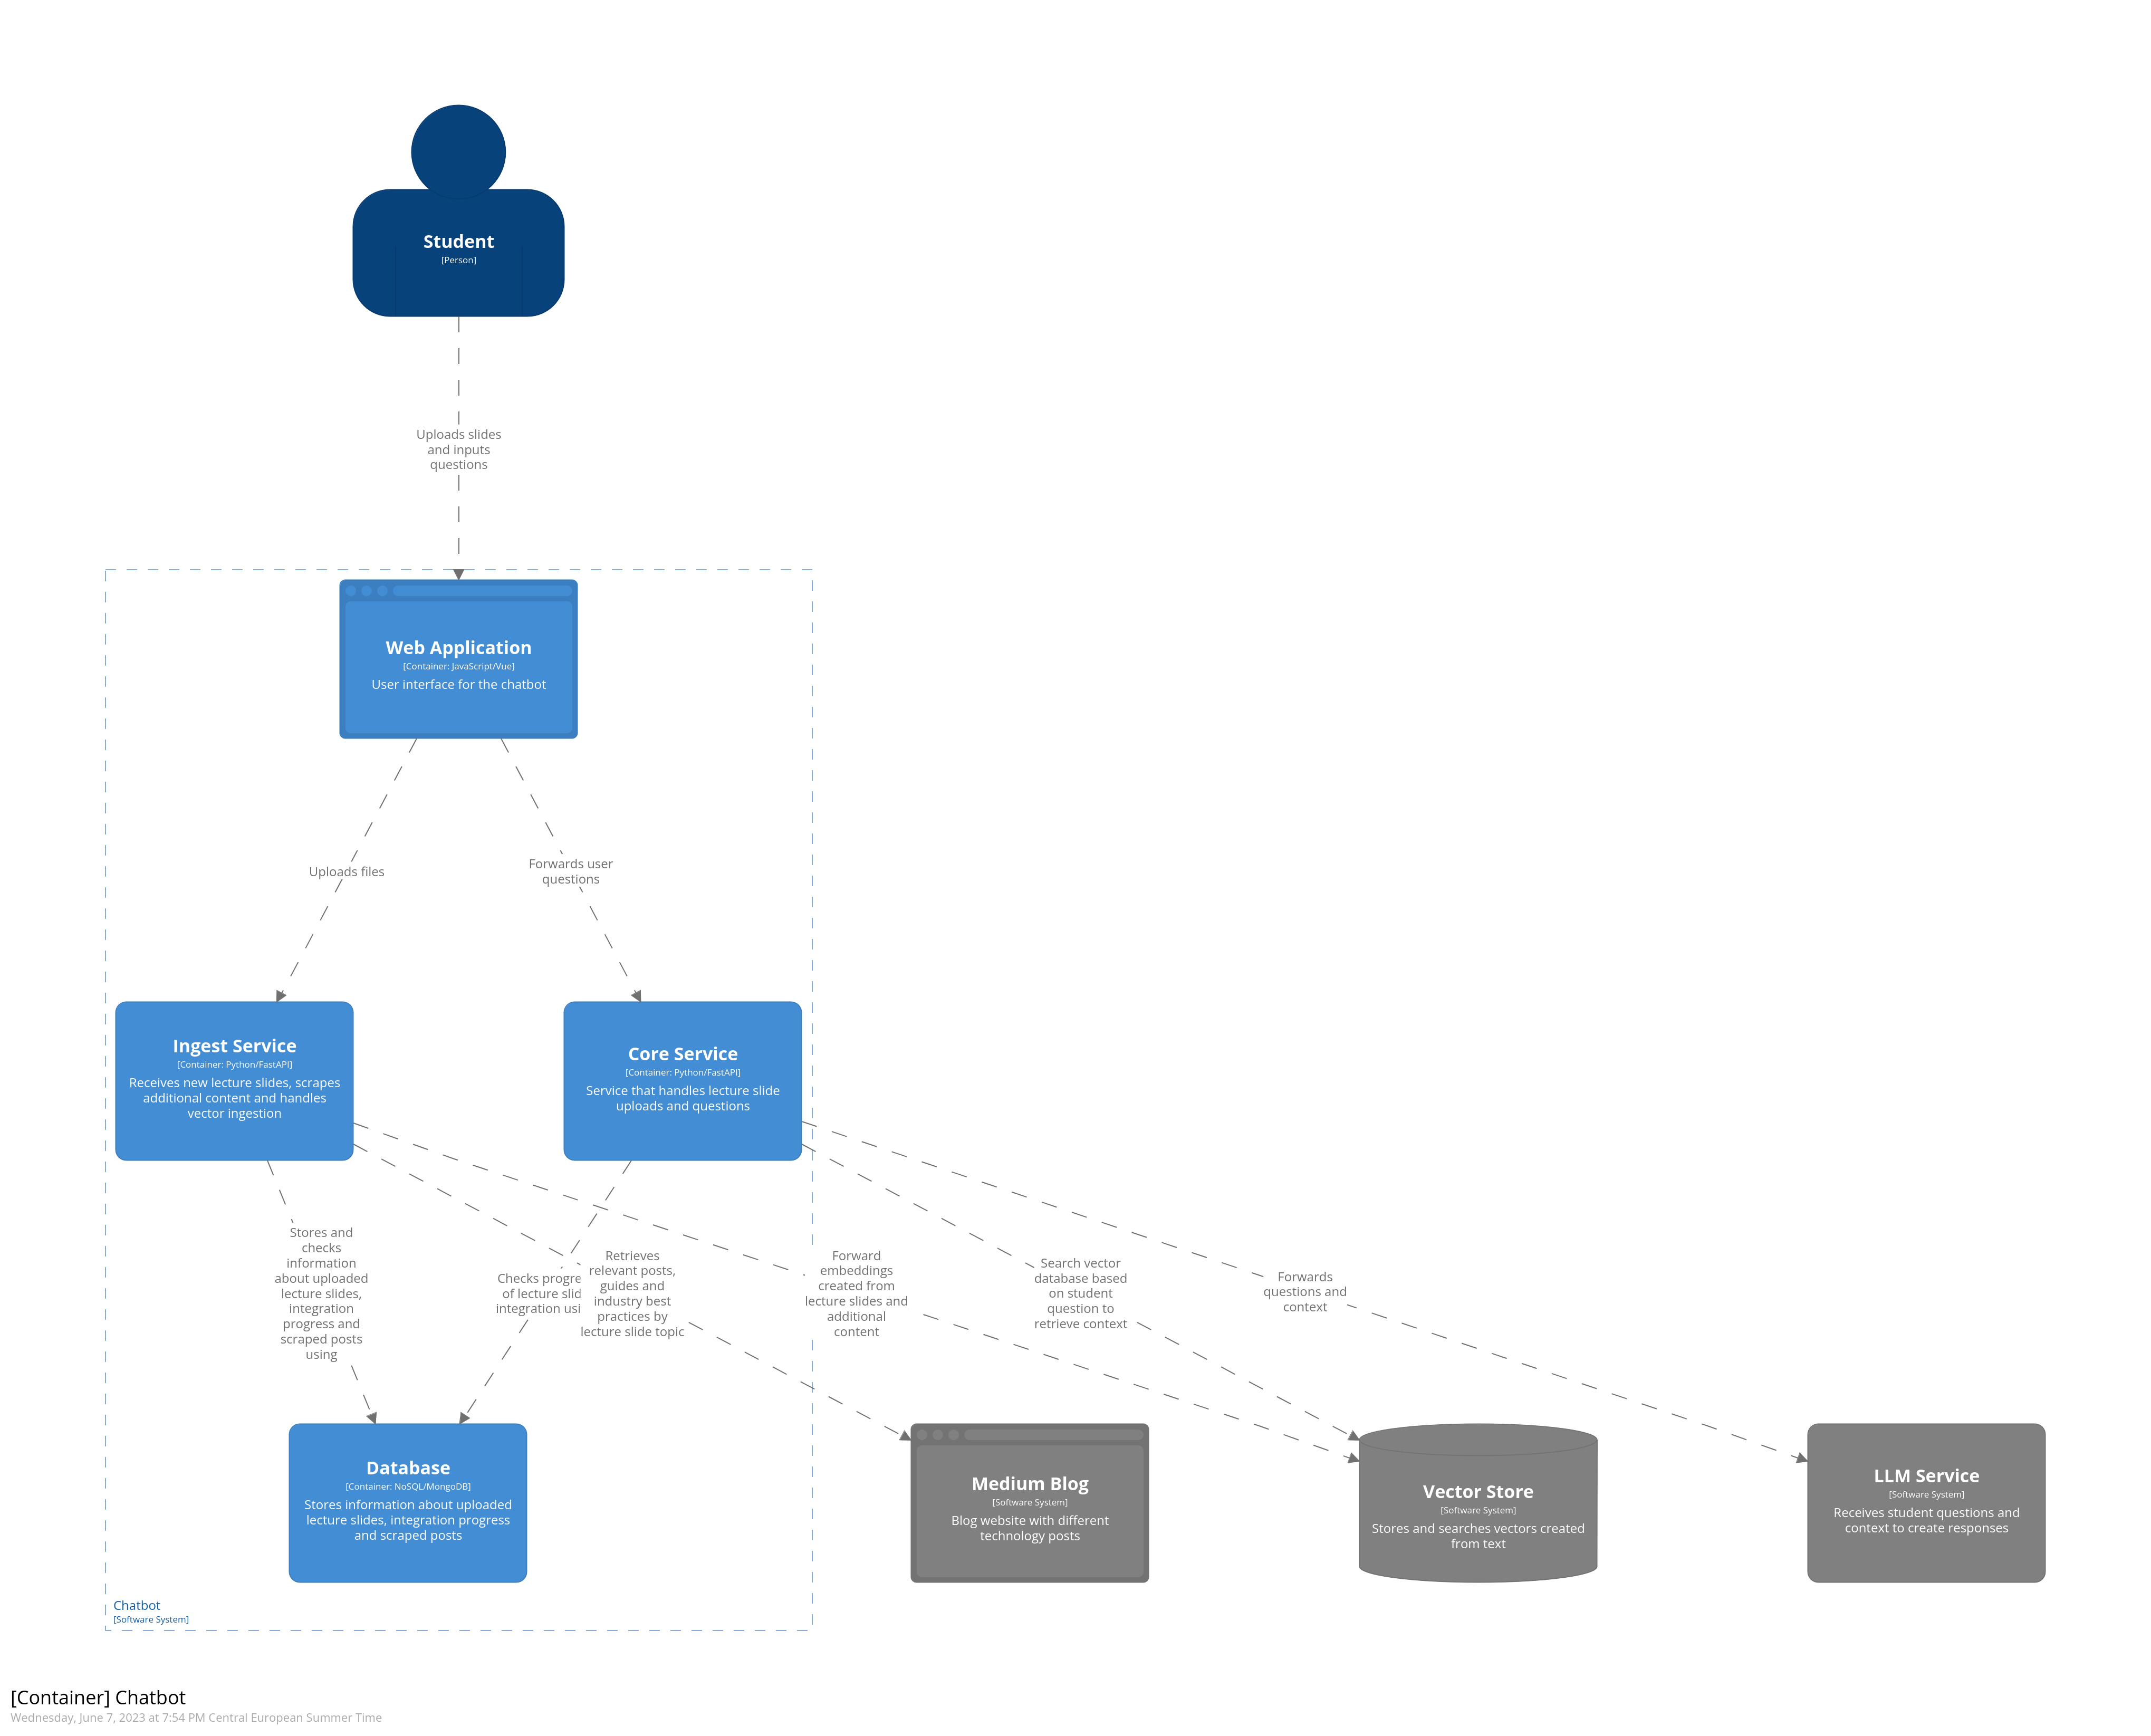 Student
[Person]
Uploads slides
and inputs
questions
Web Application
[Container: JavaScript/Vue]
User interface for the chatbot
Uploads files
Forwards user
questions
Ingest Service
[Container: Python/FastAPI]
Receives new lecture slides, scrapes
additional content and handles
vector ingestion
Core Service
[Container: Python/FastAPI]
Service that handles lecture slide
uploads and questions
Stores and
checks
information
about uploaded
lecture slides,
integration
progress and
scraped posts
using
Checks
of lecture
integration
Retrieves
relevant posts,
guides and
industry best
practices by
lecture slide topic
Forward
embeddings
created from
lecture slides and
additional
content
Search vector
database based
on student
question to
retrieve context
Forwards
questions and
context
Database
[Container: NoSQL/MongoDB]
Stores information about uploaded
lecture slides, integration progress
and scraped posts
Medium Blog
[Software System]
Blog website with different
technology posts
Vector Store
[Software System]
Stores and searches vectors created
from text
LLM Service
[Software System]
Receives student questions and
context to create responses
Chatbot
[Software System]
[Container] Chatbot
Wednesday, June 7, 2023 at 7:54 PM Central European Summer Time